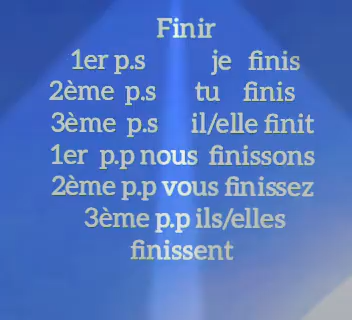 Finir
1er p.s je finis
2ème p.s tu finis
3ème p.s il/elle finit
1er p.p nous finissons
2ème p.p vous finissez
3ème p.p ils/elles
finissent